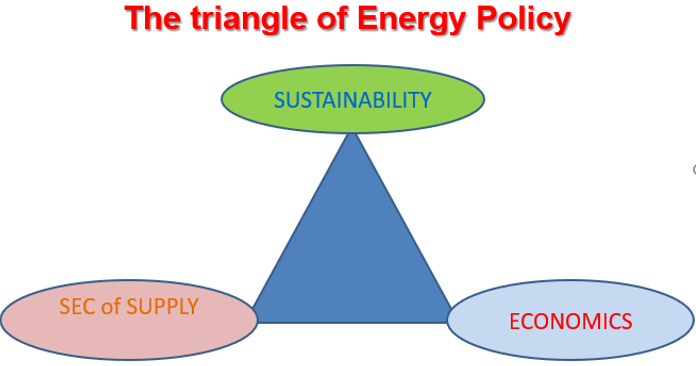 The triangle of Energy Policy
SUSTAINABILITY
SEC of SUPPLY
ECONOMICS